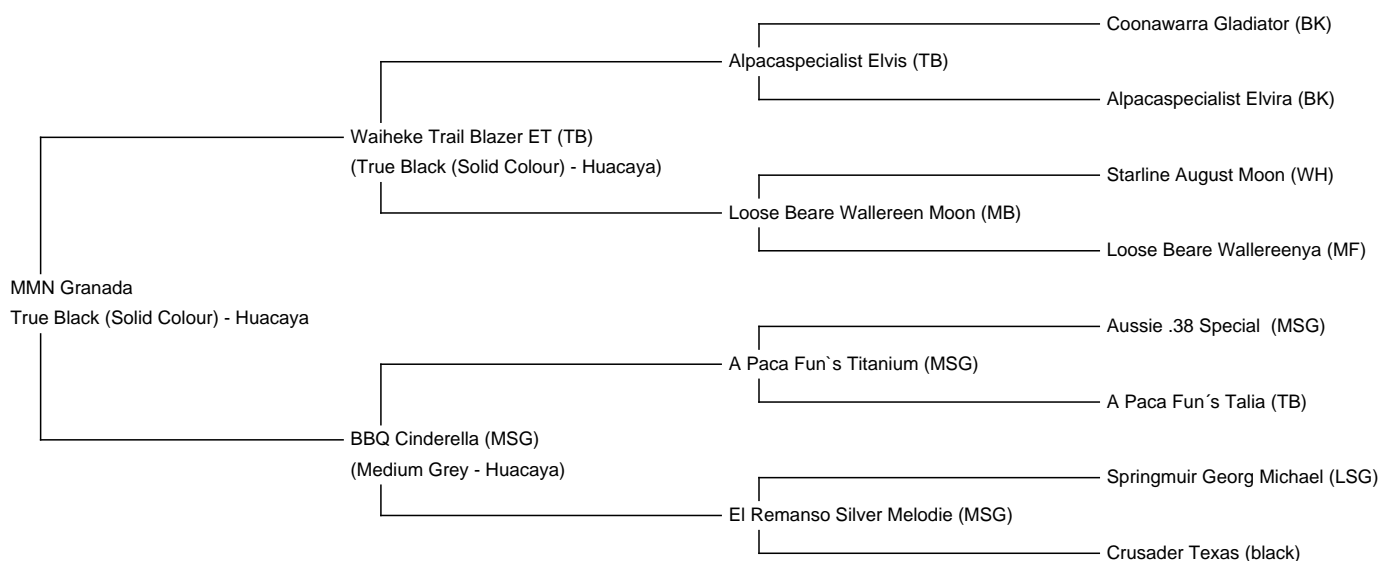 Coonawarra Gladiator (BK)
Alpacaspecialist Elvis (TB)
Alpacaspecialist Elvira (BK)
Waiheke Trail Blazer ET (TB)
(True Black (Solid Colour) - Huacaya)
Starline August Moon (WH)
Loose Beare Wallereen Moon (MB)
Loose Beare Wallereenya (MF)
MMN Granada
True Black (Solid Colour) - Huacaya
Aussie .38 Special  (MSG)
A Paca Fun`s Titanium (MSG)
A Paca Fun´s Talia (TB)
BBQ Cinderella (MSG)
(Medium Grey - Huacaya)
Springmuir Georg Michael (LSG)
El Remanso Silver Melodie (MSG)
Crusader Texas (black)